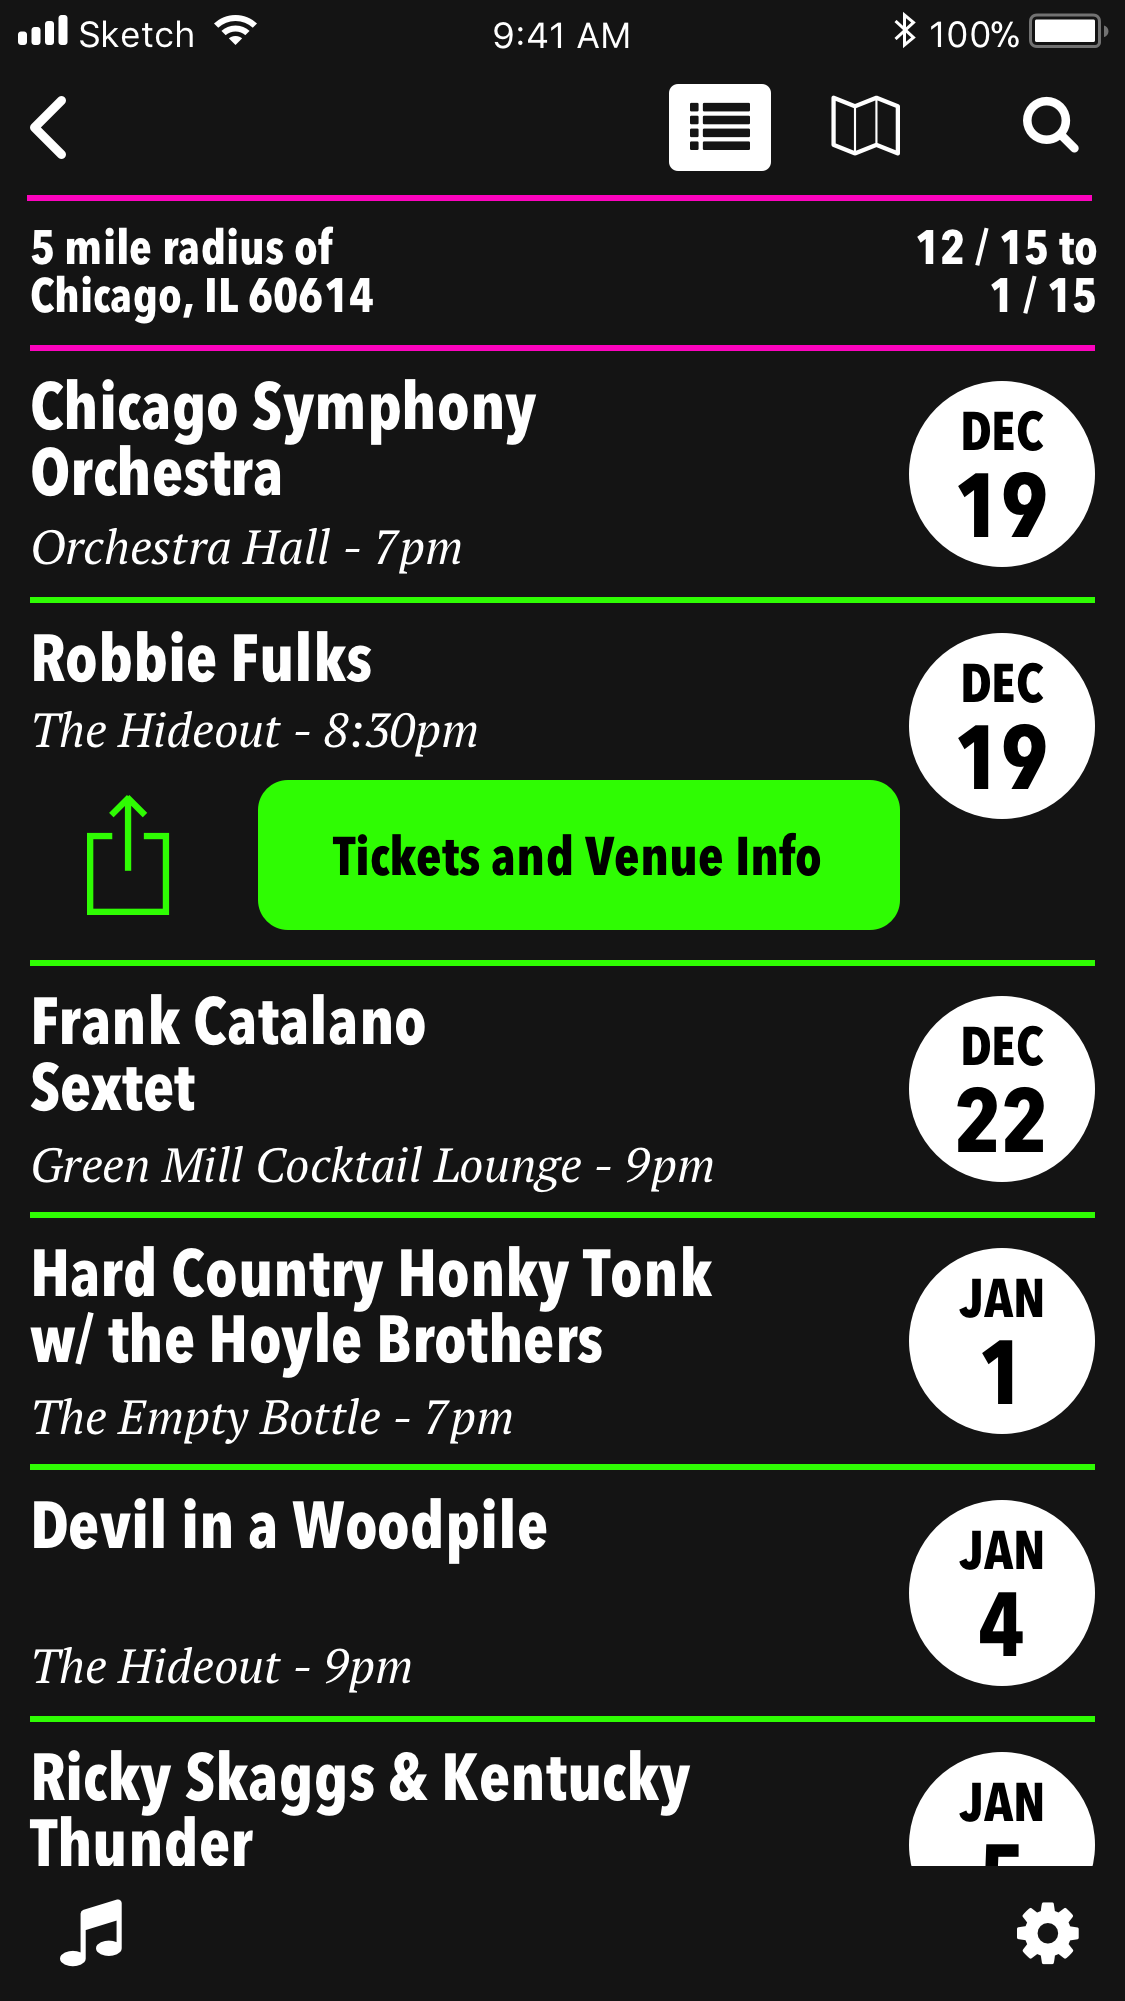 Sketch 9:41 AM 100%
5 mile radius of
Chicago, IL 60614
12 / 15 to
1 / 15
Chicago Symphony
Orchestra
Orchestra Hall - 7pm
DEC
19
Robbie Fulks
The Hideout - 8:30pm
DEC
19
Tickets and Venue Info
Frank Catalano
Sextet
Green Mill Cocktail Lounge - 9pm
DEC
22
Hard Country Honky Tonk
w/ the Hoyle Brothers
The Empty Bottle - 7pm
JAN
1
Devil in a Woodpile
The Hideout - 9pm
JAN
4
Ricky Skaggs & Kentucky
Thunder
JAN